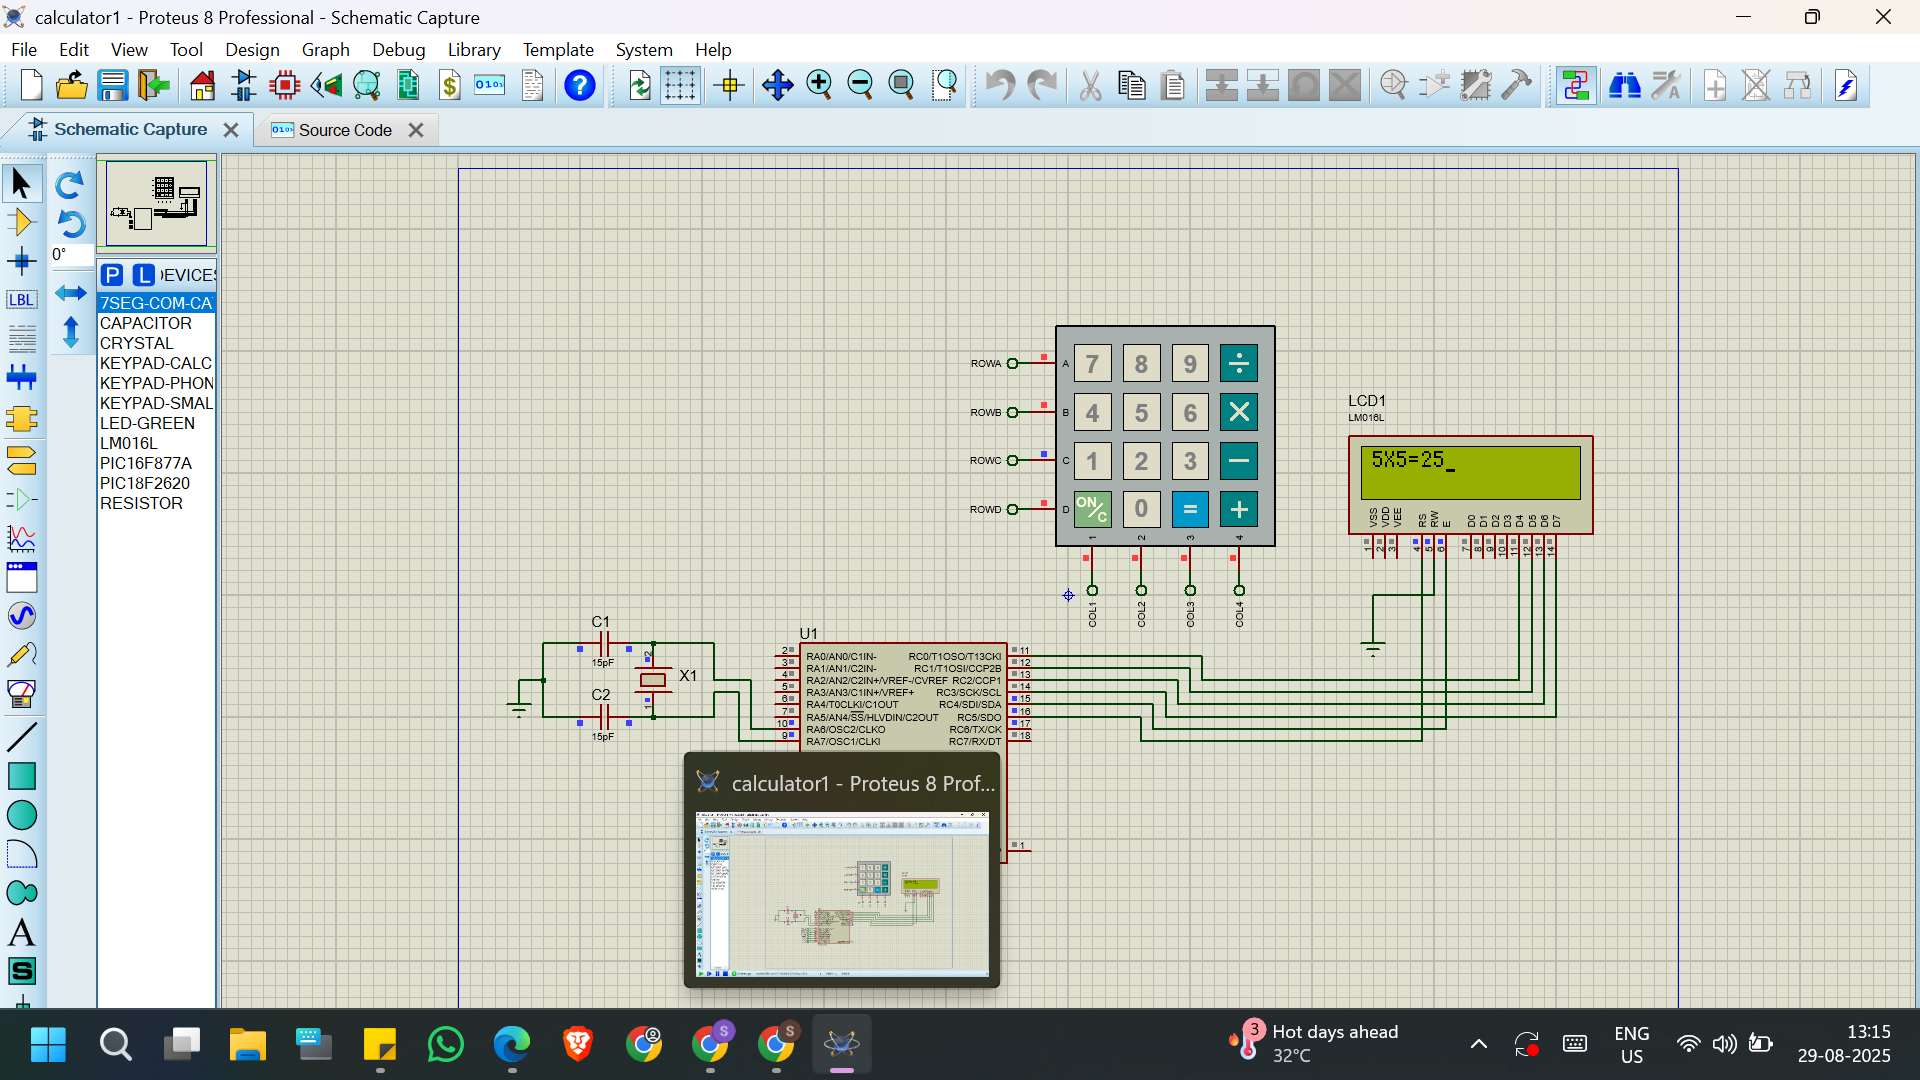 calculator1 - Proteus 8 Professional - Schematic Capture
File Edit View Tool Design Graph Debug Library Template System Help
Schematic Capture
Source Code
0°
P L DEVICES
7SEG-COM-CA
CAPACITOR
CRYSTAL
KEYPAD-CALC
KEYPAD-PHON
KEYPAD-SMAL
LED-GREEN
LM016L
PIC16F877A
PIC18F2620
RESISTOR
LBL
A
S
ROWA A 7 8 9 ÷
ROWB B 4 5 6 ×
ROWC C 1 2 3 −
ROWD D ON/C 0 = +
1 2 3 4
COL1 COL2 COL3 COL4
LCD1
LM016L
5X5=25_
VSS VDD VEE RS RW E D0 D1 D2 D3 D4 D5 D6 D7
1 2 3 4 5 6 7 8 9 10 11 12 13 14
C1
15pF
C2
15pF
X1
2
1
U1
2 RA0/AN0/C1IN- RC0/T1OSO/T13CKI 11
3 RA1/AN1/C2IN- RC1/T1OSI/CCP2B 12
4 RA2/AN2/C2IN+/VREF-/CVREF RC2/CCP1 13
5 RA3/AN3/C1IN+/VREF+ RC3/SCK/SCL 14
6 RA4/T0CLKI/C1OUT RC4/SDI/SDA 15
7 RA5/AN4/SS/HLVDIN/C2OUT RC5/SDO 16
10 RA6/OSC2/CLKO RC6/TX/CK 17
9 RA7/OSC1/CLKI RC7/RX/DT 18
1
calculator1 - Proteus 8 Prof...
3
Hot days ahead
32°C
ENG
US
13:15
29-08-2025